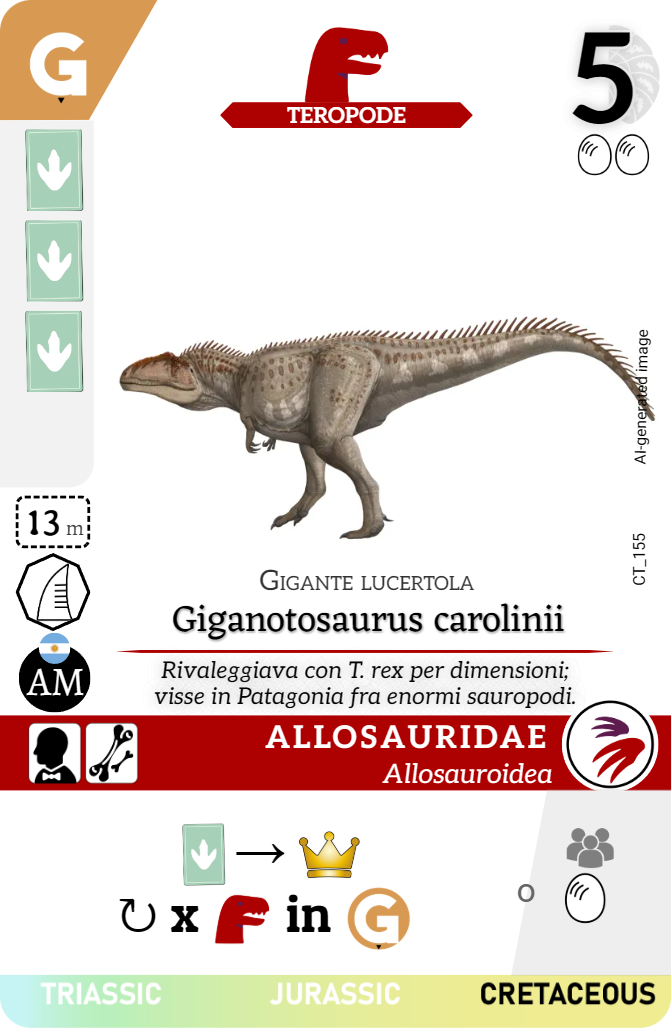 G
TEROPODE
5
13 m
AI-generated image
CT_155
AM
GIGANTE LUCERTOLA
Giganotosaurus carolinii
Rivaleggiava con T. rex per dimensioni;
visse in Patagonia fra enormi sauropodi.
ALLOSAURIDAE
Allosauroidea
x in G
o
TRIASSIC JURASSIC CRETACEOUS